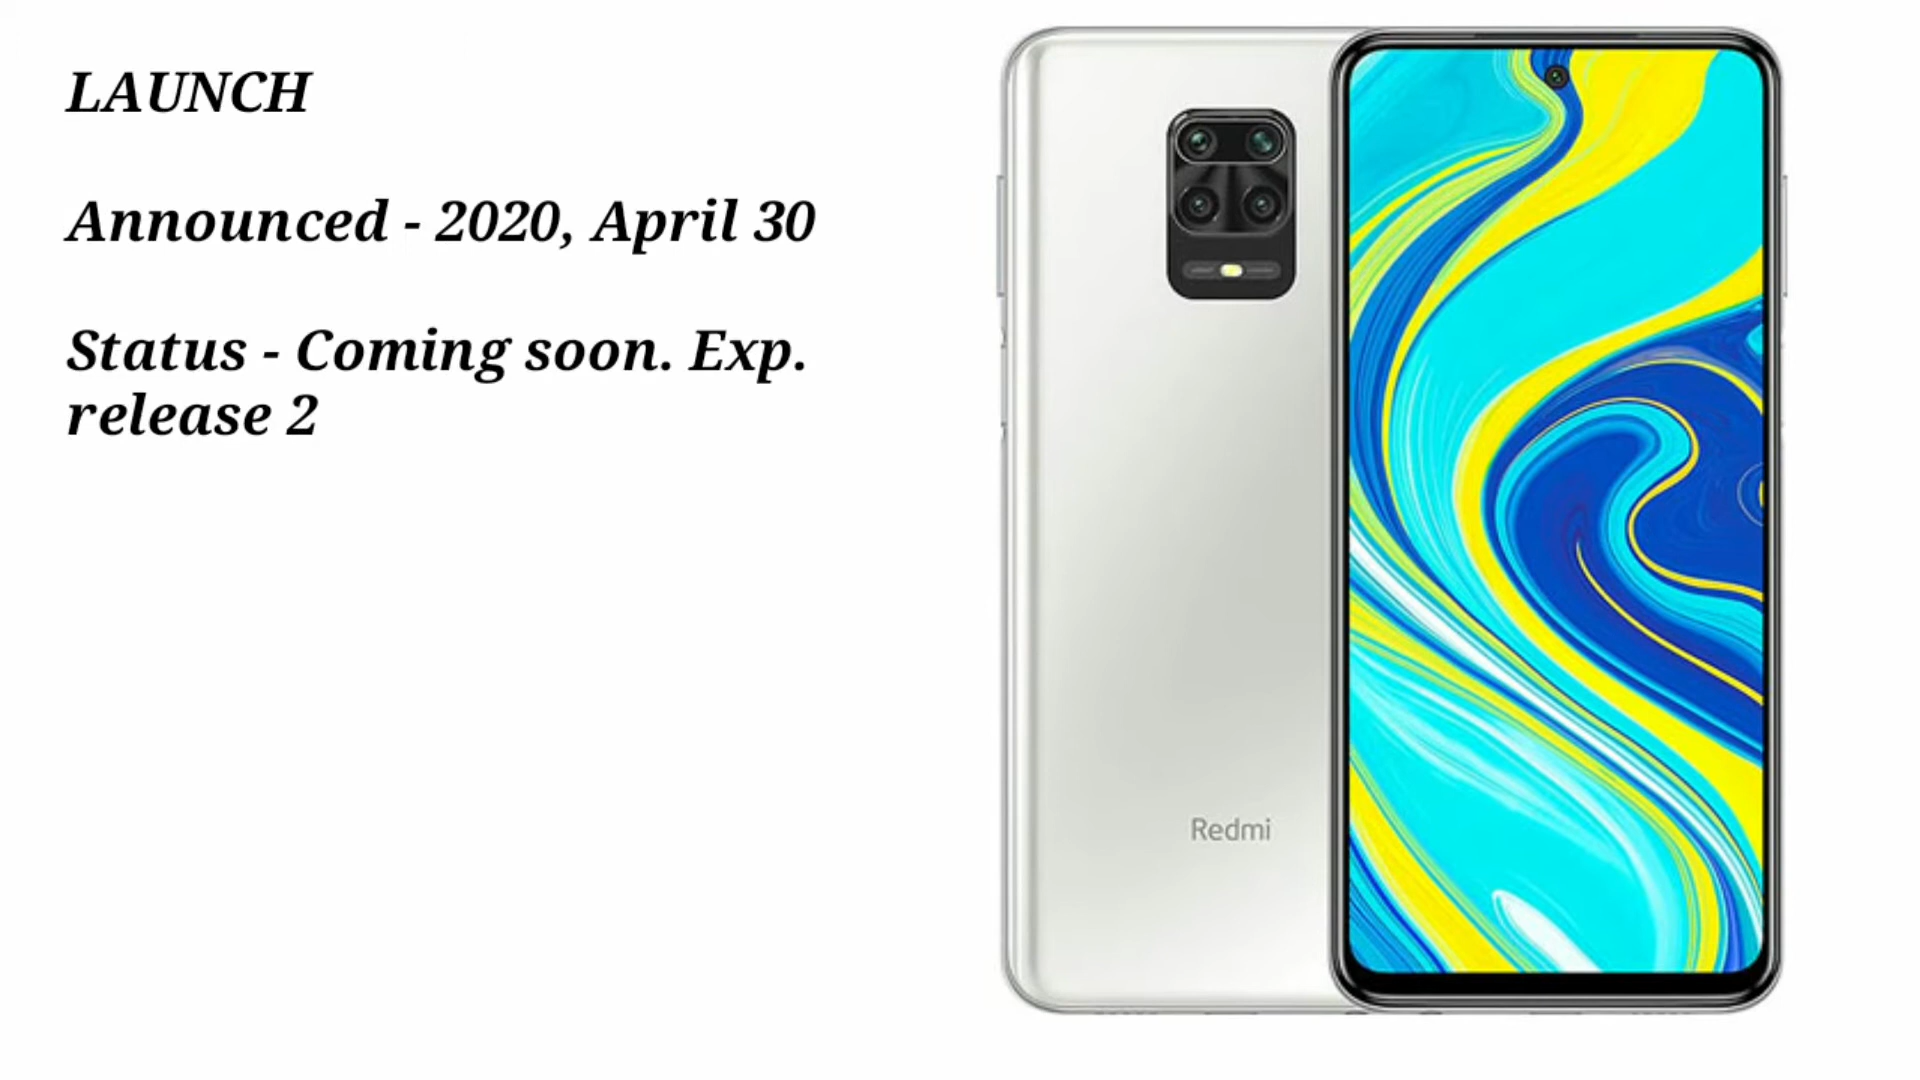 LAUNCH
Announced - 2020, April 30
Status - Coming soon. Exp.
release 2
Redmi